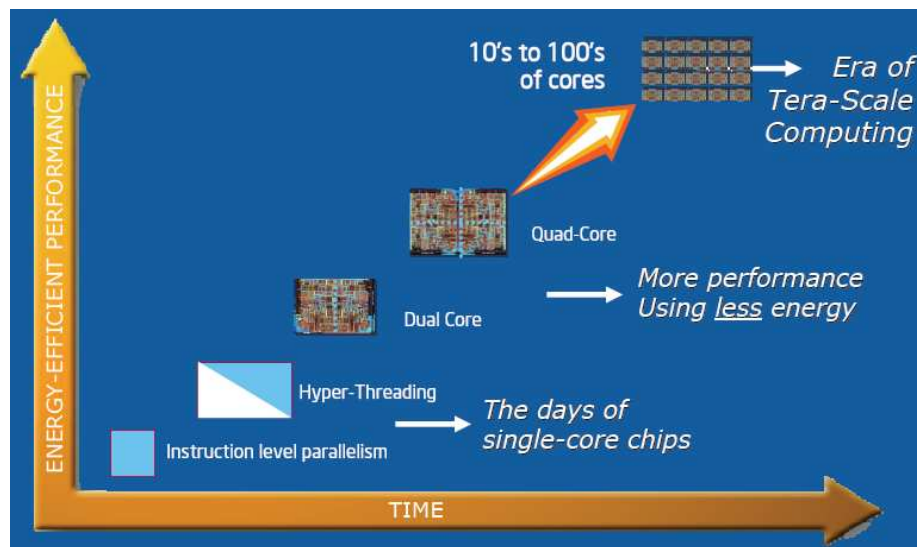 10's to 100's
of cores
Era of
Tera-Scale
Computing
ENERGY-EFFICIENT PERFORMANCE
Quad-Core
More performance
Using less energy
Dual Core
Hyper-Threading
The days of
single-core chips
Instruction level parallelism
TIME